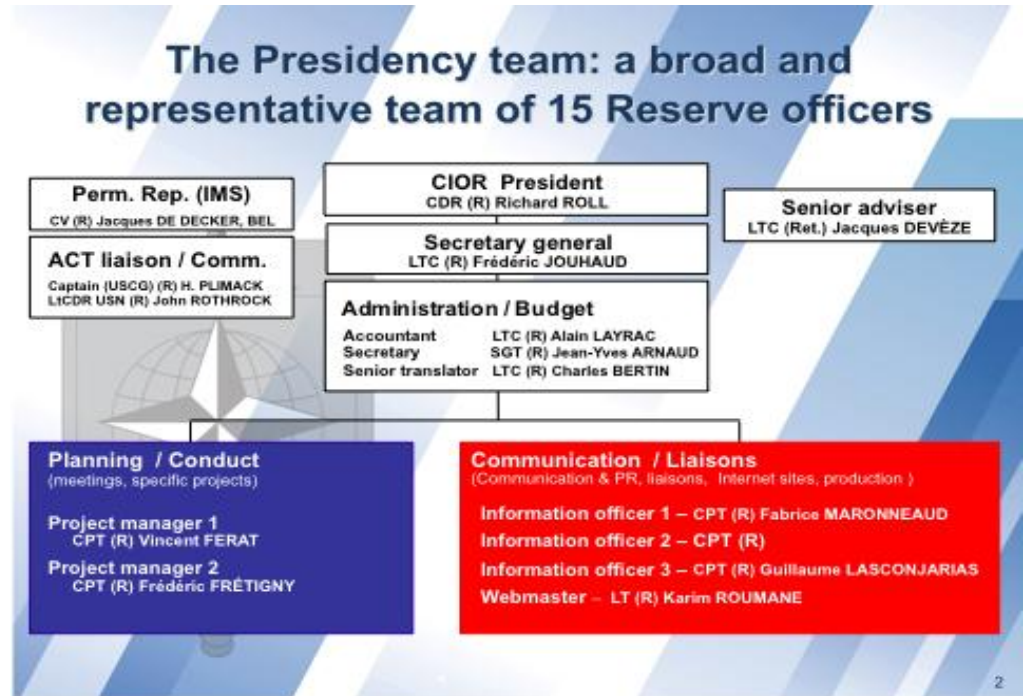 The Presidency team: a broad and
representative team of 15 Reserve officers
Perm. Rep. (IMS)
CV (R) Jacques DE DECKER, BEL
ACT liaison / Comm.
Captain (USCG) (R) H. PLIMACK
LtCDR USN (R) John ROTHROCK
CIOR President
CDR (R) Richard ROLL
Secretary general
LTC (R) Frédéric JOUHAUD
Administration / Budget
Accountant LTC (R) Alain LAYRAC
Secretary SGT (R) Jean-Yves ARNAUD
Senior translator LTC (R) Charles BERTIN
Senior adviser
LTC (Ret.) Jacques DEVÈZE
Planning / Conduct
(meetings, specific projects)
Project manager 1
CPT (R) Vincent FERAT
Project manager 2
CPT (R) Frédéric FRÉTIGNY
Communication / Liaisons
(Communication & PR, liaisons, Internet sites, production )
Information officer 1 – CPT (R) Fabrice MARONNEAUD
Information officer 2 – CPT (R)
Information officer 3 – CPT (R) Guillaume LASCONJARIAS
Webmaster – LT (R) Karim ROUMANE
2